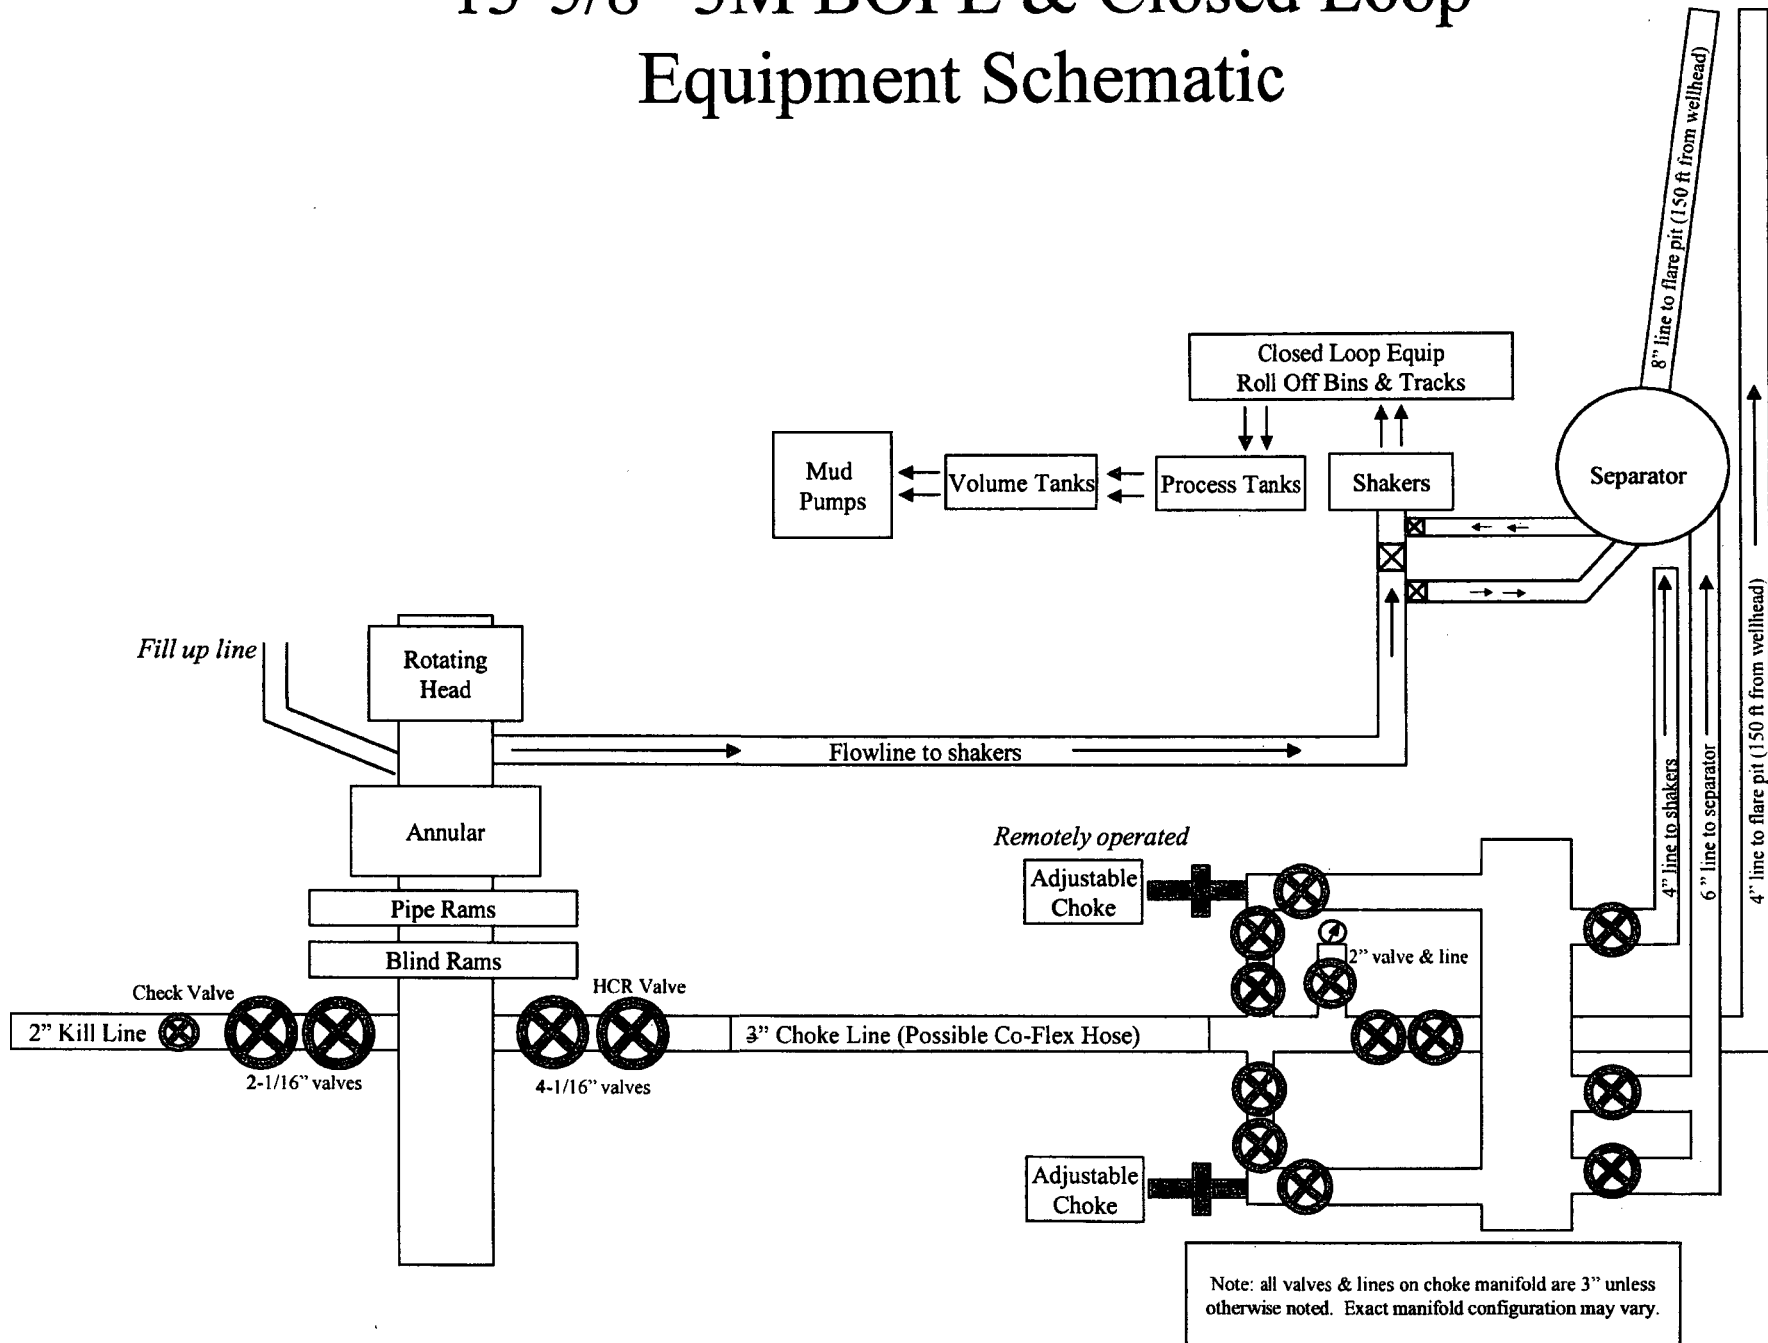 Equipment Schematic
8” line to flare pit (150 ft from wellhead)
Closed Loop Equip
Roll Off Bins & Tracks
Mud
Pumps
Volume Tanks
Process Tanks
Shakers
Separator
Fill up line
Rotating
Head
Flowline to shakers
4” line to shakers
6 ” line to separator
4” line to flare pit (150 ft from wellhead)
Annular
Remotely operated
Adjustable
Choke
Pipe Rams
Blind Rams
2” valve & line
Check Valve
HCR Valve
2” Kill Line
3” Choke Line (Possible Co-Flex Hose)
2-1/16” valves
4-1/16” valves
Adjustable
Choke
Note: all valves & lines on choke manifold are 3” unless
otherwise noted. Exact manifold configuration may vary.